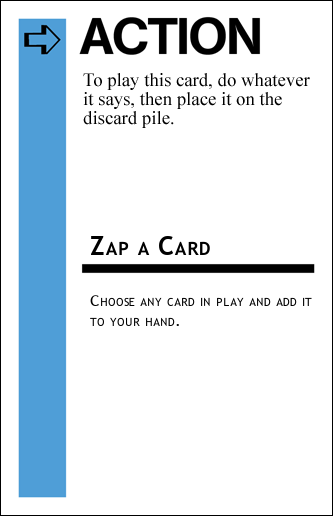 ACTION
To play this card, do whatever
it says, then place it on the
discard pile.
Zap a Card
Choose any card in play and add it
to your hand.